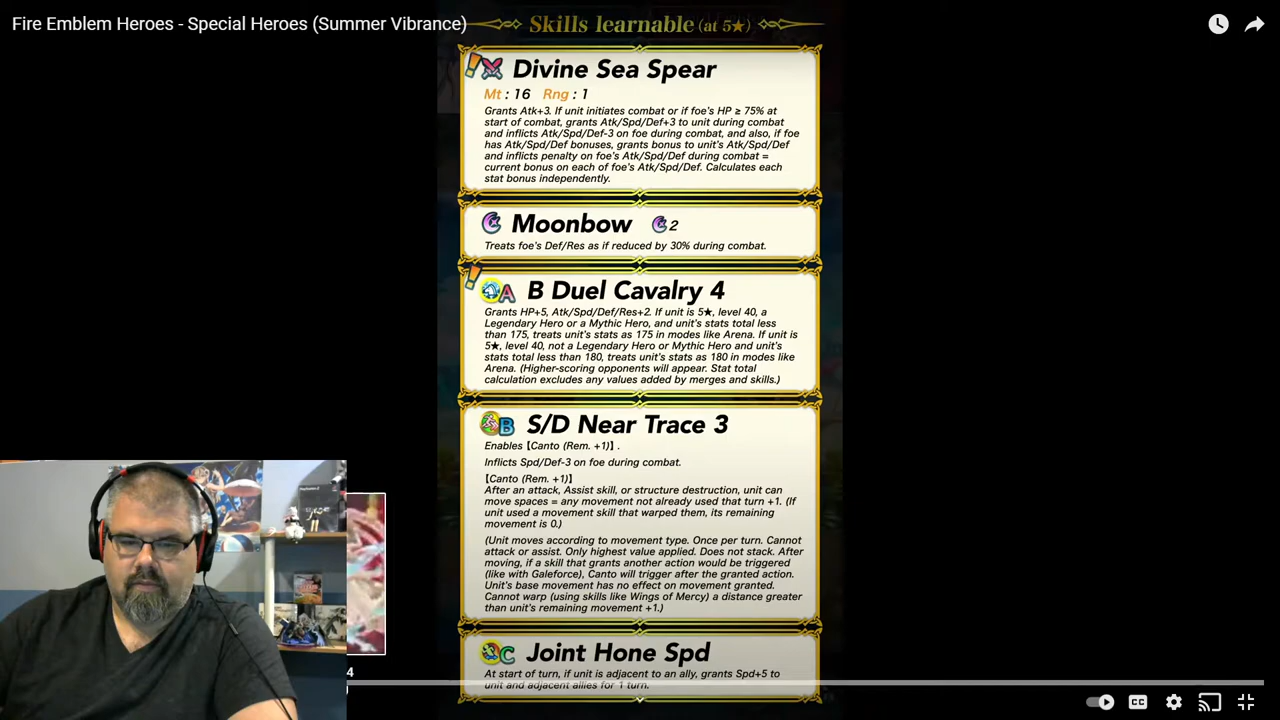 Fire Emblem Heroes - Special Heroes (Summer Vibrance)
Skills learnable (at 5★)
Divine Sea Spear
Mt : 16 Rng : 1
Grants Atk+3. If unit initiates combat or if foe's HP ≥ 75% at
start of combat, grants Atk/Spd/Def+3 to unit during combat
and inflicts Atk/Spd/Def-3 on foe during combat, and also, if foe
has Atk/Spd/Def bonuses, grants bonus to unit's Atk/Spd/Def
and inflicts penalty on foe's Atk/Spd/Def during combat =
current bonus on each of foe's Atk/Spd/Def. Calculates each
stat bonus independently.
Moonbow 2
Treats foe's Def/Res as if reduced by 30% during combat.
A B Duel Cavalry 4
Grants HP+5, Atk/Spd/Def/Res+2. If unit is 5★, level 40, a
Legendary Hero or a Mythic Hero, and unit's stats total less
than 175, treats unit's stats as 175 in modes like Arena. If unit is
5★, level 40, not a Legendary Hero or Mythic Hero and unit's
stats total less than 180, treats unit's stats as 180 in modes like
Arena. (Higher-scoring opponents will appear. Stat total
calculation excludes any values added by merges and skills.)
B S/D Near Trace 3
Enables 【Canto (Rem. +1)】 .
Inflicts Spd/Def-3 on foe during combat.
【Canto (Rem. +1)】
After an attack, Assist skill, or structure destruction, unit can
move spaces = any movement not already used that turn +1. (If
unit used a movement skill that warped them, its remaining
movement is 0.)
(Unit moves according to movement type. Once per turn. Cannot
attack or assist. Only highest value applied. Does not stack. After
moving, if a skill that grants another action would be triggered
(like with Galeforce), Canto will trigger after the granted action.
Unit's base movement has no effect on movement granted.
Cannot warp (using skills like Wings of Mercy) a distance greater
than unit's remaining movement +1.)
C Joint Hone Spd
At start of turn, if unit is adjacent to an ally, grants Spd+5 to
unit and adjacent allies for 1 turn.
4
CC